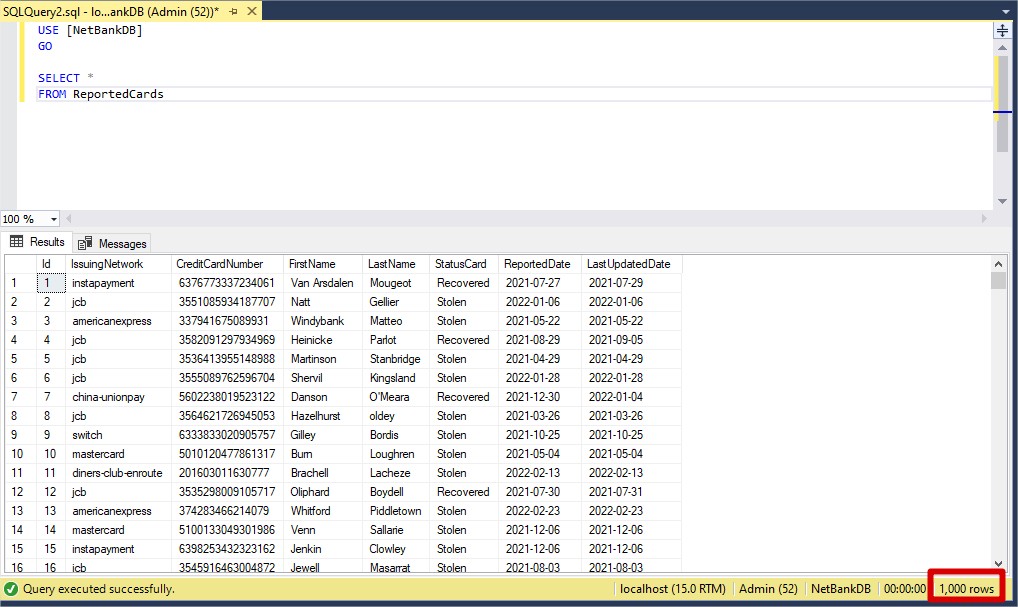 SQLQuery2.sql - lo...ankDB (Admin (52))*
USE [NetBankDB]
GO
SELECT *
FROM ReportedCards
100 %
Results Messages
Id IssuingNetwork CreditCardNumber FirstName LastName StatusCard ReportedDate LastUpdatedDate
1 1 instapayment 6376773337234061 Van Arsdalen Mougeot Recovered 2021-07-27 2021-07-29
2 2 jcb 3551085934187707 Natt Gellier Stolen 2022-01-06 2022-01-06
3 3 americanexpress 337941675089931 Windybank Matteo Stolen 2021-05-22 2021-05-22
4 4 jcb 3582091297934969 Heinicke Parlot Recovered 2021-08-29 2021-09-05
5 5 jcb 3536413955148988 Martinson Stanbridge Stolen 2021-04-29 2021-04-29
6 6 jcb 3555089762596704 Shervil Kingsland Stolen 2022-01-28 2022-01-28
7 7 china-unionpay 5602238019523122 Danson O'Meara Recovered 2021-12-30 2022-01-04
8 8 jcb 3564621726945053 Hazelhurst oldey Stolen 2021-03-26 2021-03-26
9 9 switch 6333833020905757 Gilley Bordis Stolen 2021-10-25 2021-10-25
10 10 mastercard 5010120477861317 Burn Loughren Stolen 2021-05-04 2021-05-04
11 11 diners-club-enroute 201603011630777 Brachell Lacheze Stolen 2022-02-13 2022-02-13
12 12 jcb 3535298009105717 Oliphard Boydell Recovered 2021-07-30 2021-07-31
13 13 americanexpress 374283466214079 Whitford Piddletown Stolen 2022-02-23 2022-02-23
14 14 mastercard 5100133049301986 Venn Sallarie Stolen 2021-12-06 2021-12-06
15 15 instapayment 6398253432323162 Jenkin Clowley Stolen 2021-12-06 2021-12-06
16 16 jcb 3545916463004872 Jewell Masarrat Stolen 2021-08-03 2021-08-03
Query executed successfully. localhost (15.0 RTM) Admin (52) NetBankDB 00:00:00 1,000 rows